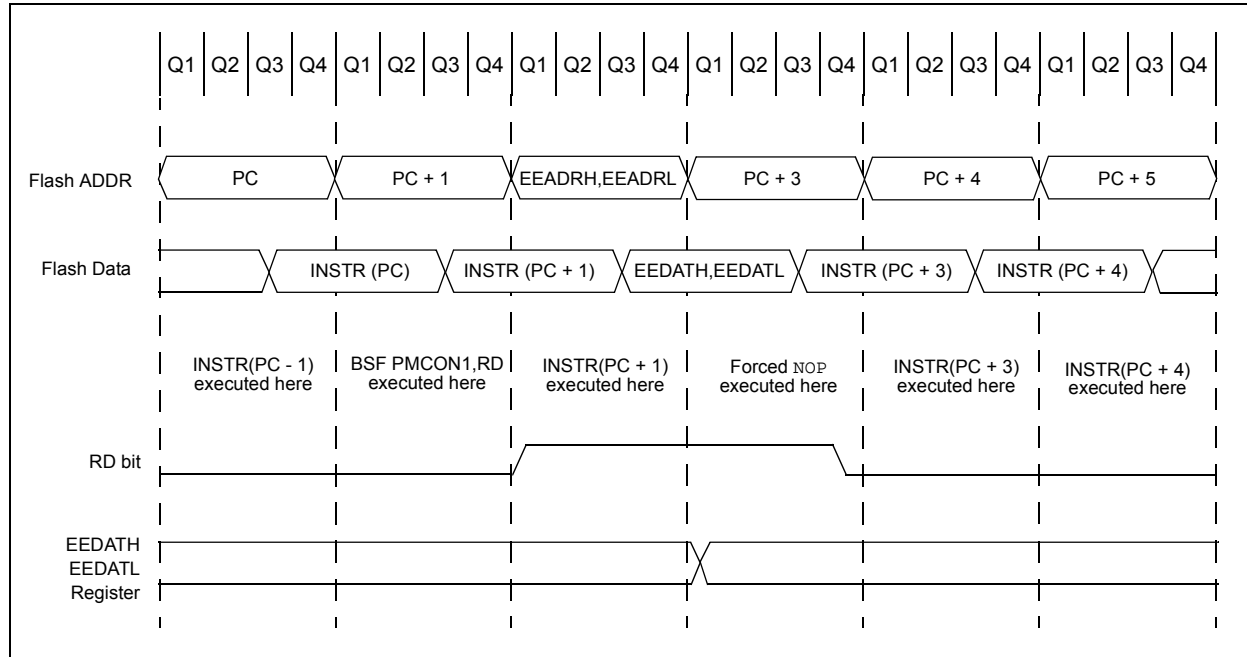 Q1 Q2 Q3 Q4 Q1 Q2 Q3 Q4 Q1 Q2 Q3 Q4 Q1 Q2 Q3 Q4 Q1 Q2 Q3 Q4 Q1 Q2 Q3 Q4
Flash ADDR PC PC + 1 EEADRH,EEADRL PC + 3 PC + 4 PC + 5
Flash Data INSTR (PC) INSTR (PC + 1) EEDATH,EEDATL INSTR (PC + 3) INSTR (PC + 4)
INSTR(PC - 1)
executed here
BSF PMCON1,RD
executed here
INSTR(PC + 1)
executed here
Forced NOP
executed here
INSTR(PC + 3)
executed here
INSTR(PC + 4)
executed here
RD bit
EEDATH
EEDATL
Register